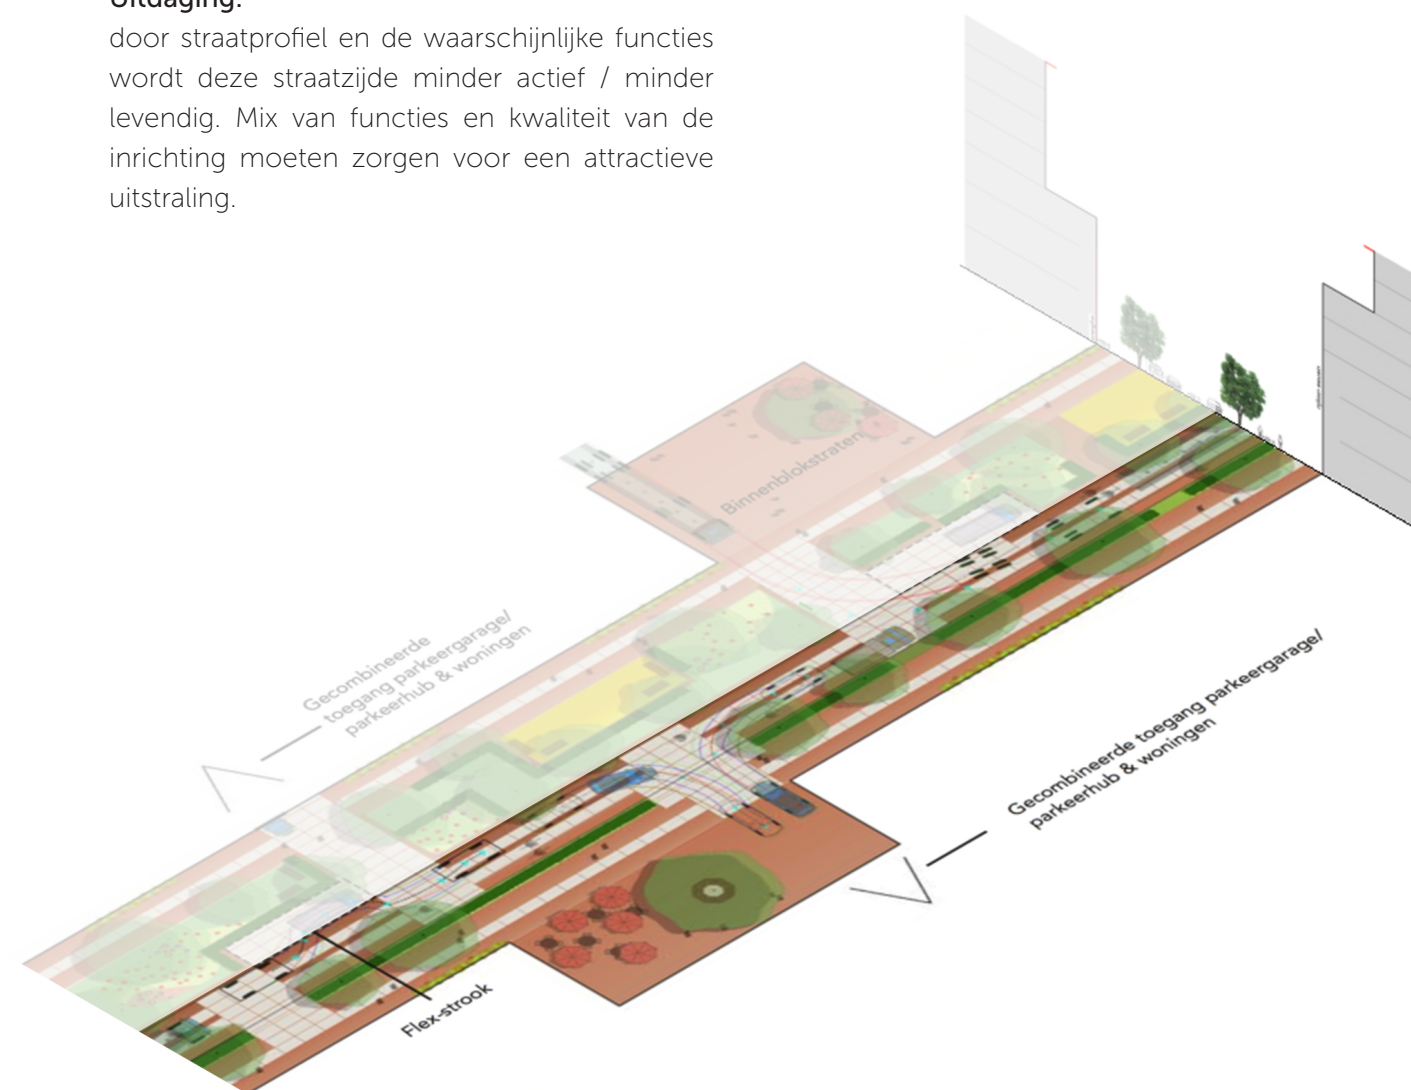 Uitdaging:
door straatprofiel en de waarschijnlijke functies
wordt deze straatzijde minder actief / minder
levendig. Mix van functies en kwaliteit van de
inrichting moeten zorgen voor een attractieve
uitstraling.
Binnenblokstraten
Gecombineerde
toegang parkeergarage/
parkeerhub & woningen
Gecombineerde toegang parkeergarage/
parkeerhub & woningen
Flex-strook